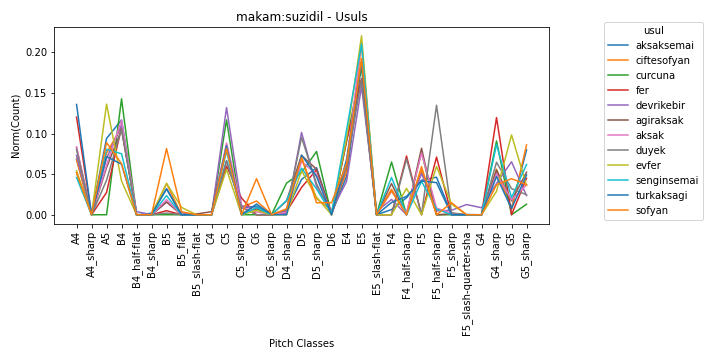 makam:suzidil - Usuls
Norm(Count)
0.20
0.15
0.10
0.05
0.00
A4
A4_sharp
A5
B4
B4_half-flat
B4_sharp
B5
B5_flat
B5_slash-flat
C4
C5
C5_sharp
C6
C6_sharp
D4_sharp
D5
D5_sharp
D6
E4
E5
E5_slash-flat
F4
F4_half-sharp
F5
F5_half-sharp
F5_sharp
F5_slash-quarter-sha
G4
G4_sharp
G5
G5_sharp
Pitch Classes
usul
aksaksemai
ciftesofyan
curcuna
fer
devrikebir
agiraksak
aksak
duyek
evfer
senginsemai
turkaksagi
sofyan